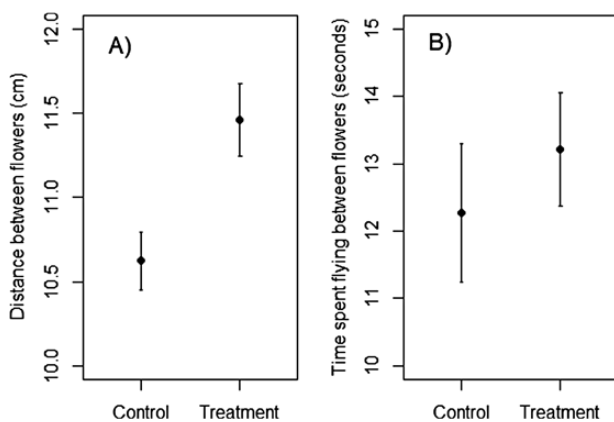 A)
Distance between flowers (cm)
12.0
11.5
11.0
10.5
10.0
Control Treatment
B)
Time spent flying between flowers (seconds)
15
14
13
12
11
10
Control Treatment